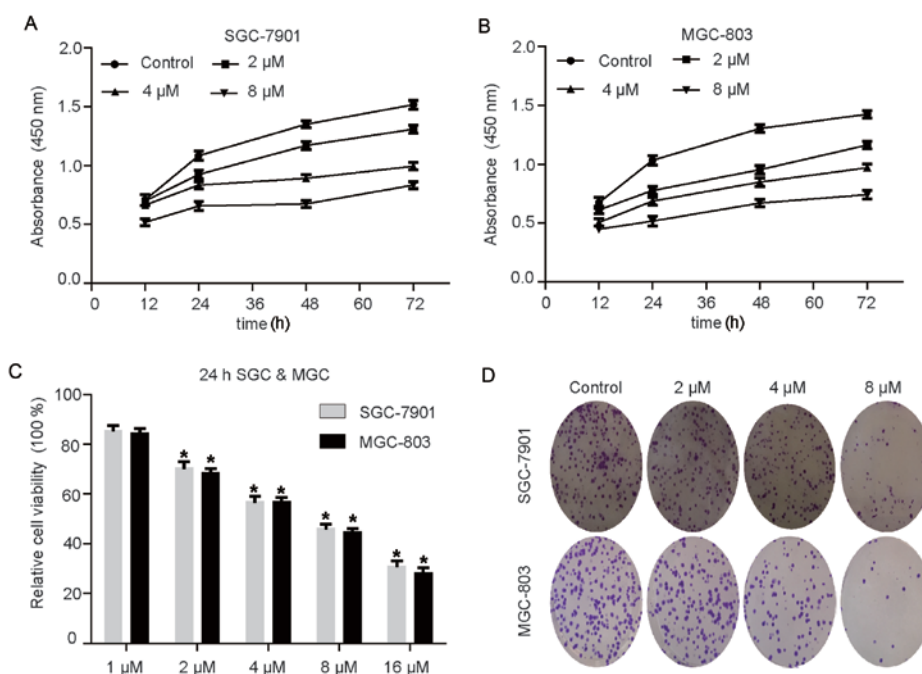 A
SGC-7901
Absorbance (450 nm)
2.0
1.5
1.0
0.5
0.0
Control
2 µM
4 µM
8 µM
0 12 24 36 48 60 72
time (h)
B
MGC-803
Absorbance (450 nm)
2.0
1.5
1.0
0.5
0.0
Control
2 µM
4 µM
8 µM
0 12 24 36 48 60 72
time (h)
C
24 h SGC & MGC
Relative cell viability (100 %)
100
80
60
40
20
0
SGC-7901
MGC-803
* *
* *
* *
* *
1 µM 2 µM 4 µM 8 µM 16 µM
D
Control 2 µM 4 µM 8 µM
SGC-7901
MGC-803